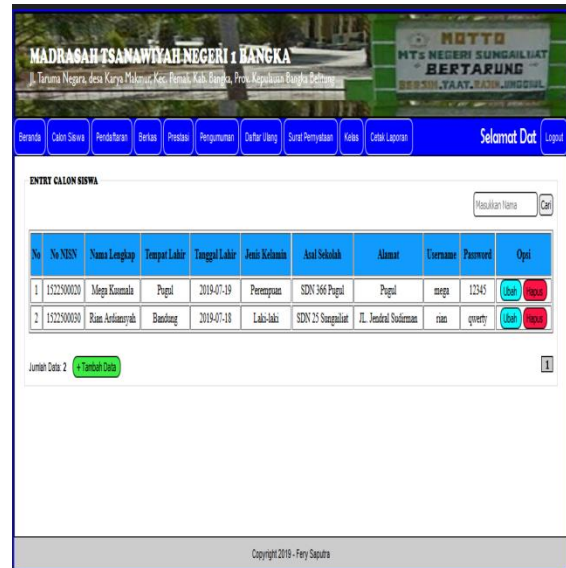 MADRASAH TSANAWIYAH NEGERI 1 BANGKA
Jl. Taruma Negara, desa Karya Makmur, Kec. Pemali, Kab. Bangka, Prov. Kepulauan Bangka Belitung
MOTTO
MTs NEGERI SUNGAILIAT
BERTARUNG
Beranda Calon Siswa Pendaftaran Berkas Prestasi Pengumuman Daftar Ulang Surat Pernyataan Kelas Cetak Laporan Selamat Dat Logout
ENTRY CALON SISWA
Masukkan Nama Cari
No No NISN Nama Lengkap Tempat Lahir Tanggal Lahir Jenis Kelamin Asal Sekolah Alamat Username Password Opsi
1 1522500020 Mega Kusmala Pugul 2019-07-19 Perempuan SDN 366 Pugul Pugul mega 12345 Ubah Hapus
2 1522500030 Rian Ardiansyah Bandung 2019-07-18 Laki-laki SDN 25 Sungailiat JL. Jendral Sudirman rian qwerty Ubah Hapus
Jumlah Data: 2 +Tambah Data 1
Copyright 2019 - Fery Saputra